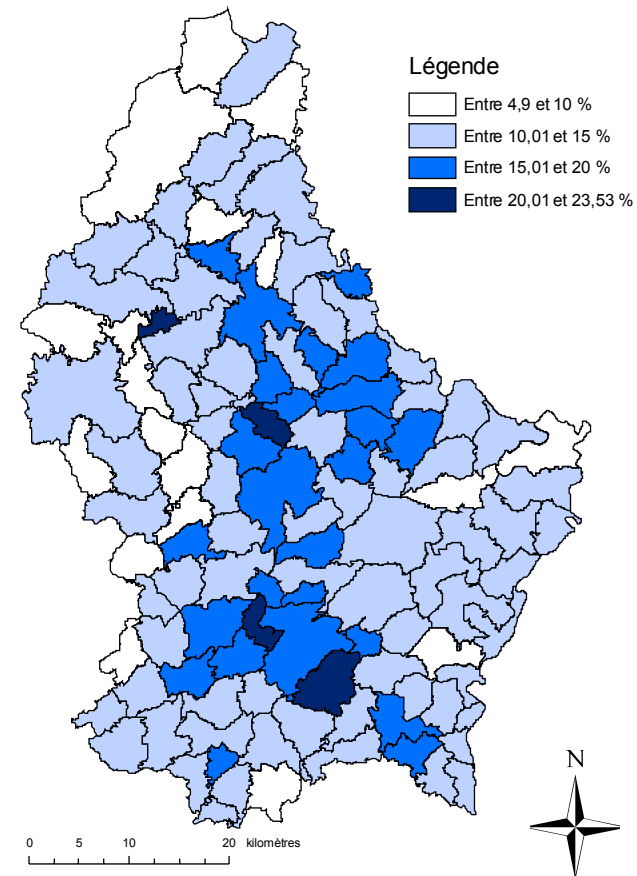 Légende
Entre 4,9 et 10 %
Entre 10,01 et 15 %
Entre 15,01 et 20 %
Entre 20,01 et 23,53 %
N
0 5 10 20 kilomètres